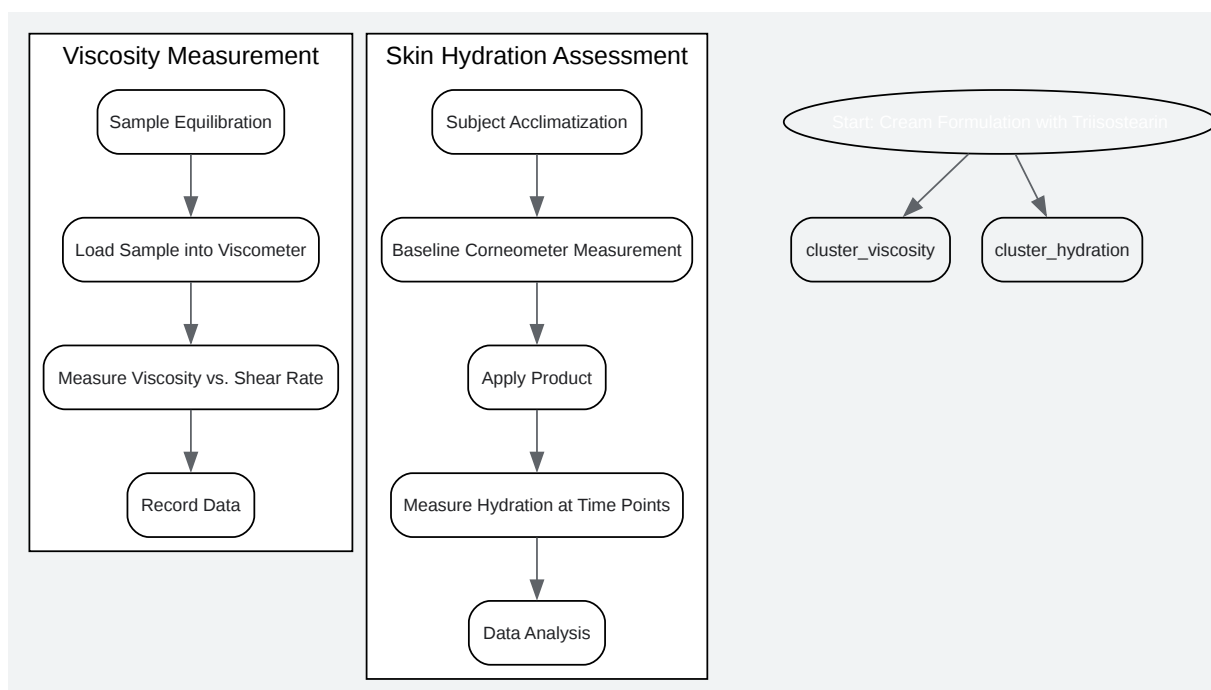 Viscosity Measurement
Sample Equilibration
Load Sample into Viscometer
Measure Viscosity vs. Shear Rate
Record Data
Skin Hydration Assessment
Subject Acclimatization
Baseline Corneometer Measurement
Apply Product
Measure Hydration at Time Points
Data Analysis
Start: Cream Formulation with Triisostearin
cluster_viscosity
cluster_hydration